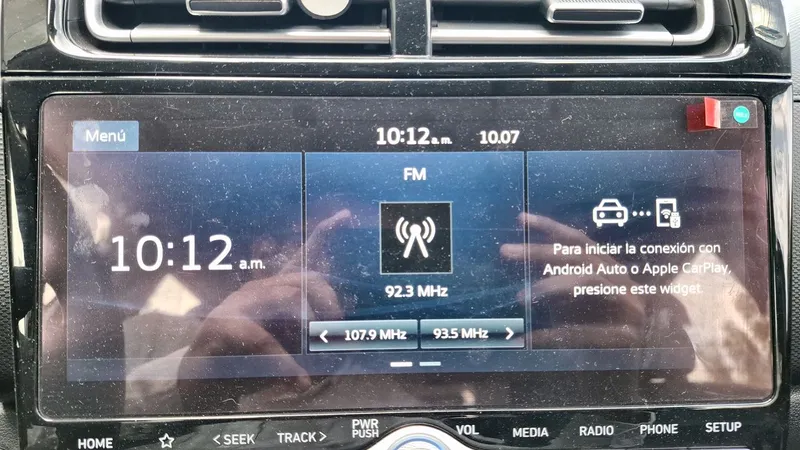 Menú
10:12 a.m.
10.07
10:12 a.m.
FM
92.3 MHz
< 107.9 MHz
93.5 MHz >
Para iniciar la conexión con
Android Auto o Apple CarPlay,
presione este widget.
HOME
< SEEK
TRACK >
PWR
PUSH
VOL
MEDIA
RADIO
PHONE
SETUP